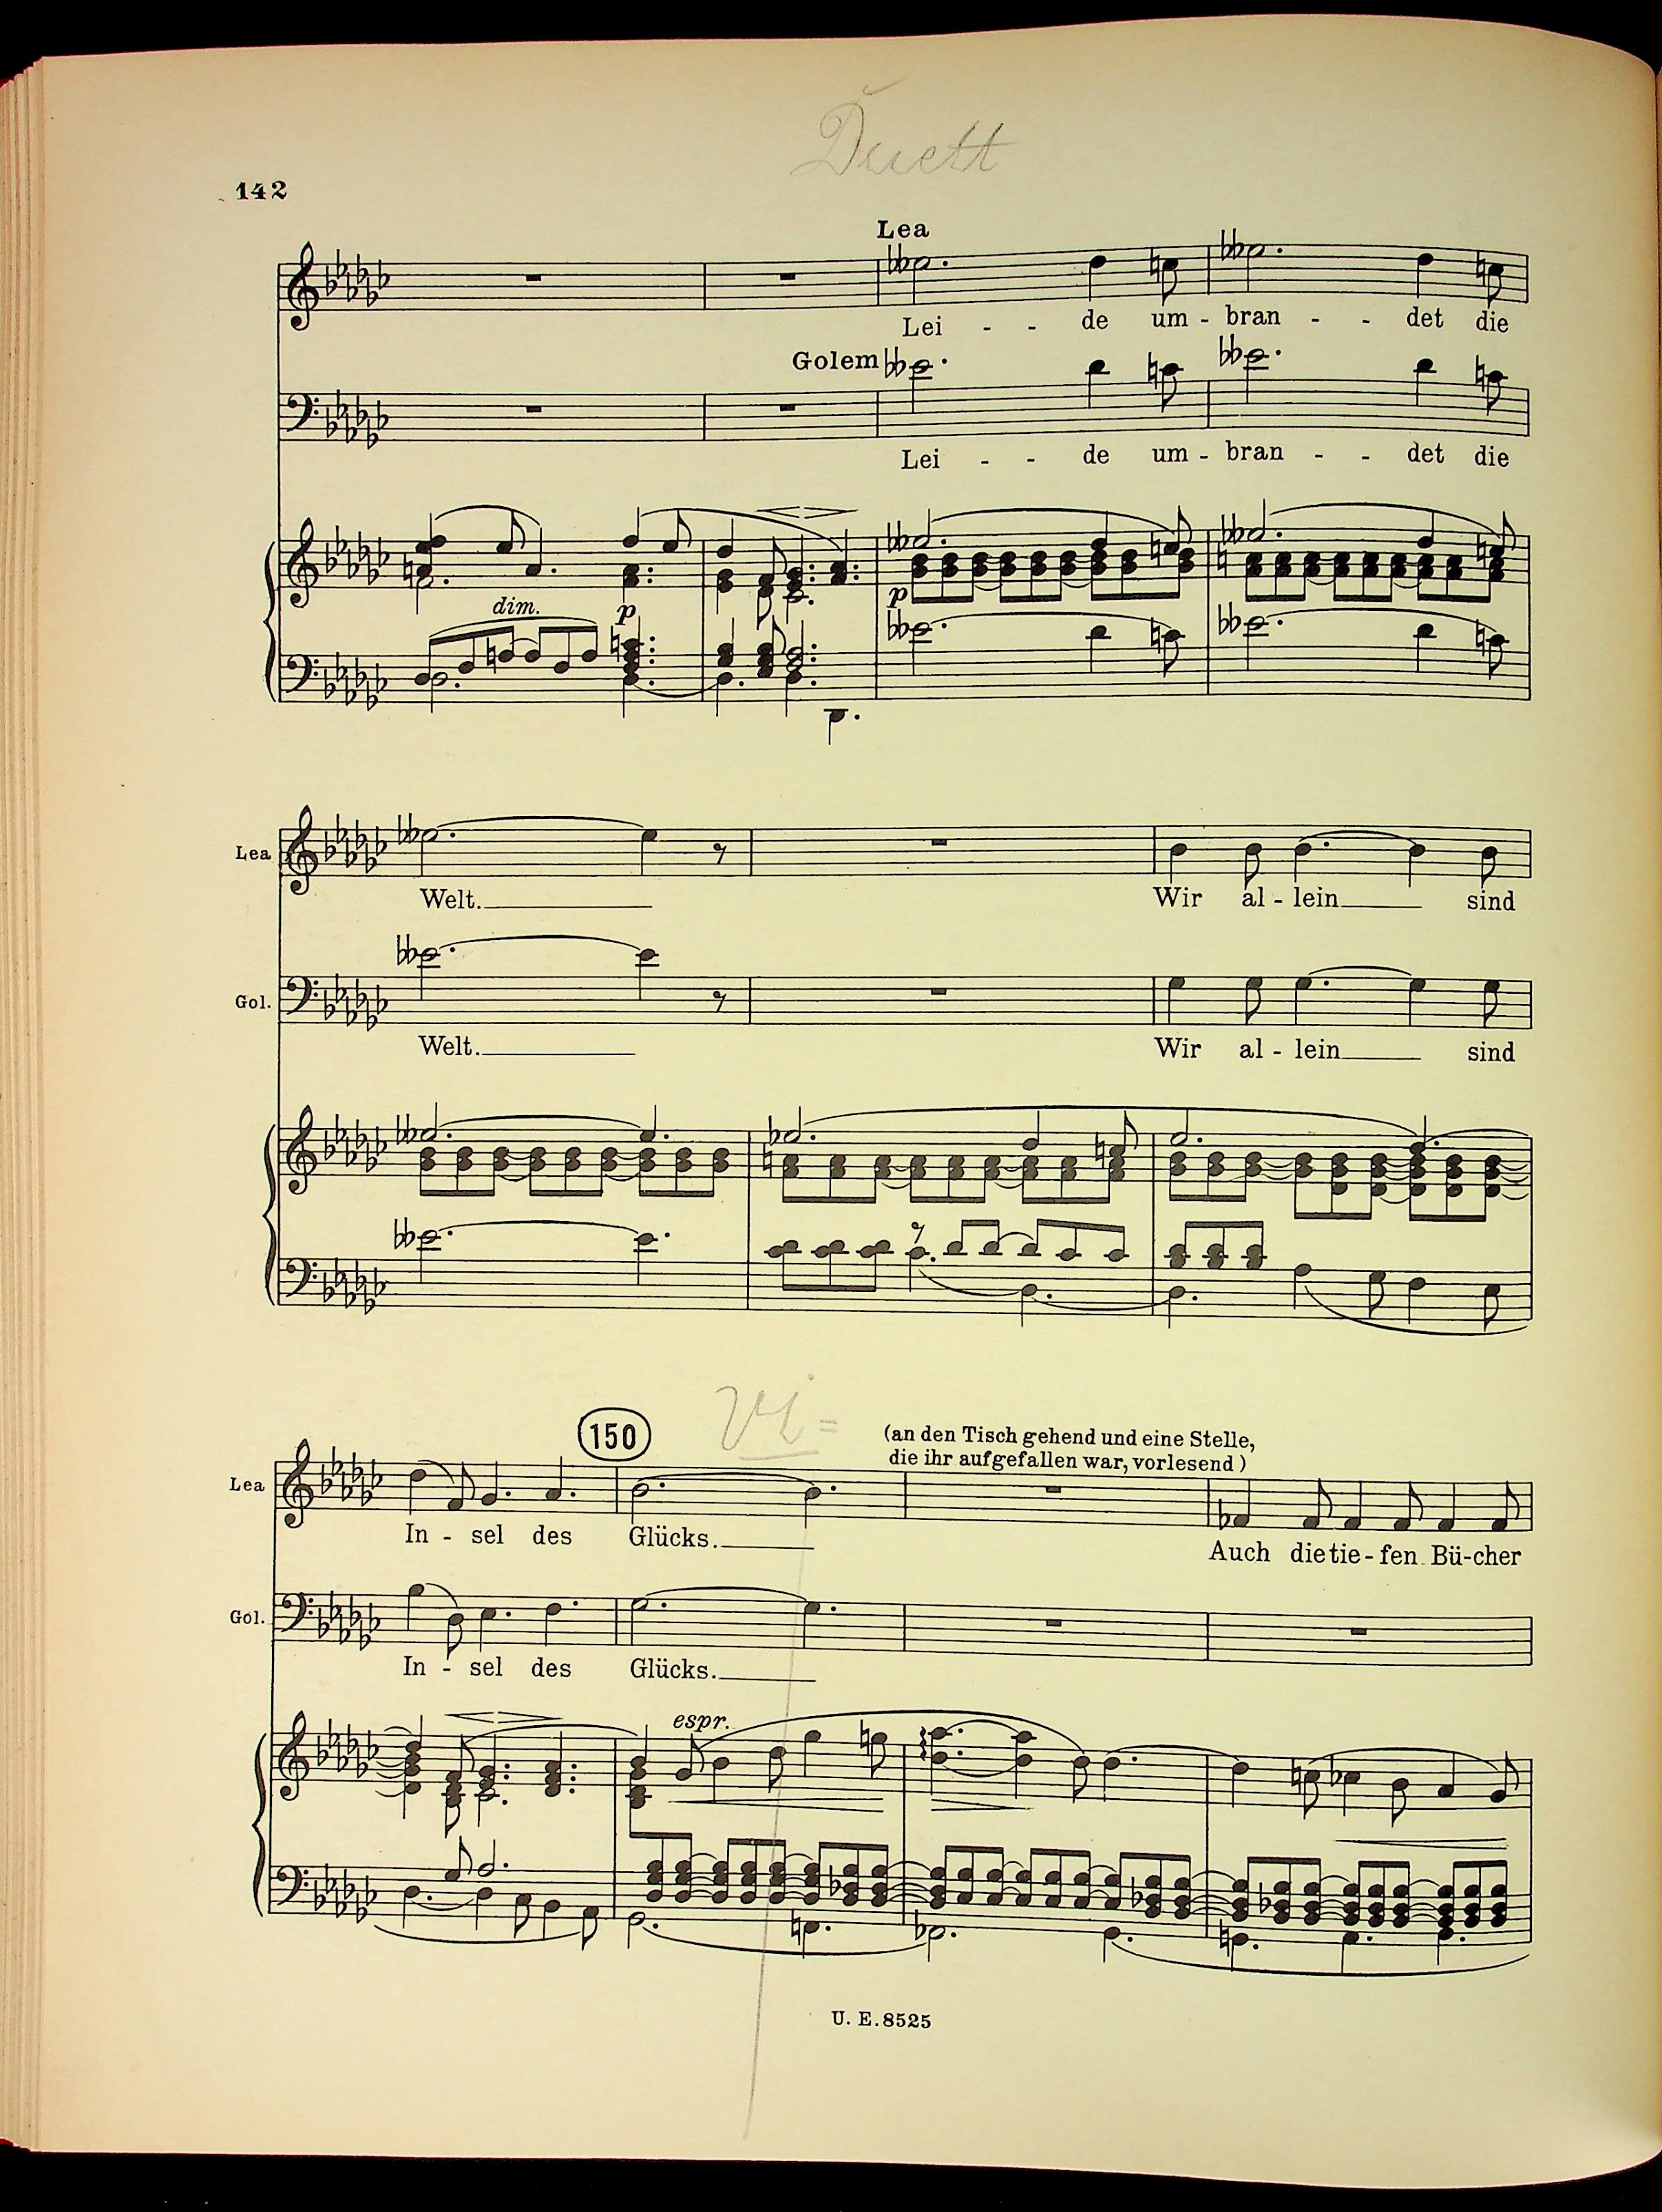 Duett
142
Lea
Lei - - de um - bran - - det die
Golem
Lei - - de um - bran - - det die
dim.
p
p
Lea
Welt. Wir al - lein sind
Gol.
Welt. Wir al - lein sind
150
Vi=
(an den Tisch gehend und eine Stelle,
die ihr aufgefallen war, vorlesend)
Lea
In - sel des Glücks. Auch die tie - fen Bü-cher
Gol.
In - sel des Glücks.
espr.
U. E. 8525